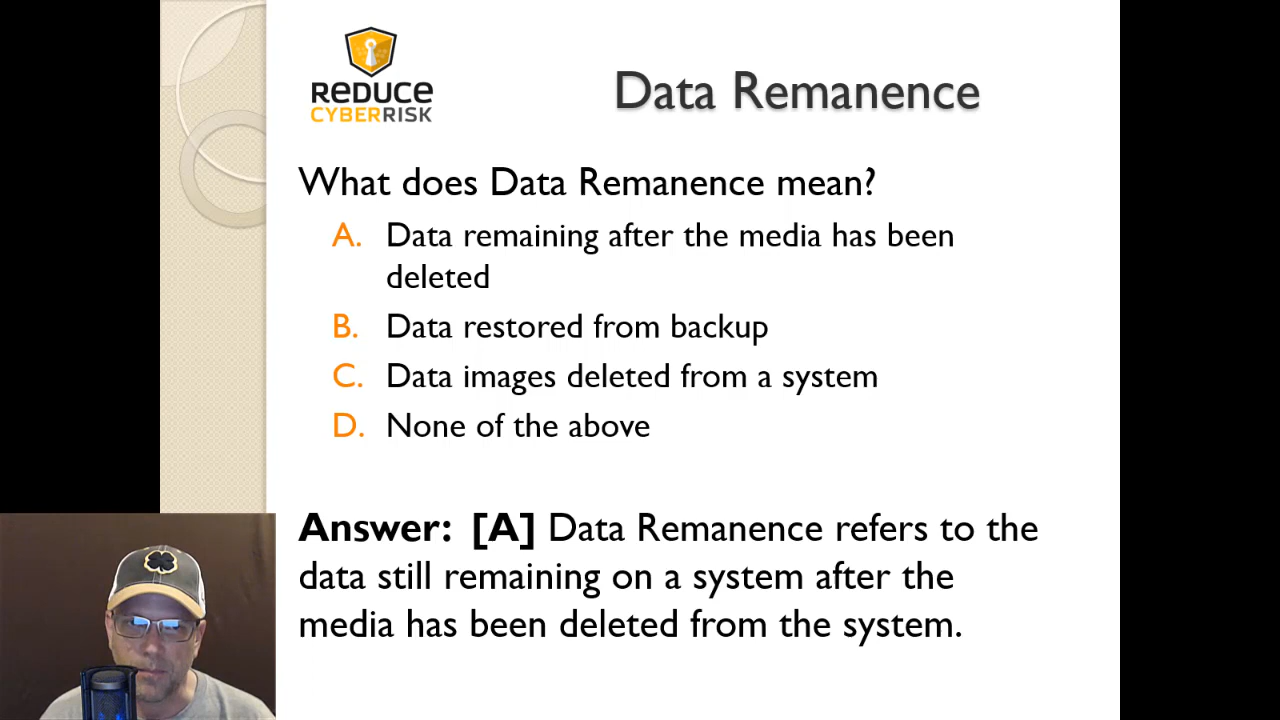 REDUCE
CYBERRISK
Data Remanence
What does Data Remanence mean?
A. Data remaining after the media has been
deleted
B. Data restored from backup
C. Data images deleted from a system
D. None of the above
Answer: [A] Data Remanence refers to the
data still remaining on a system after the
media has been deleted from the system.